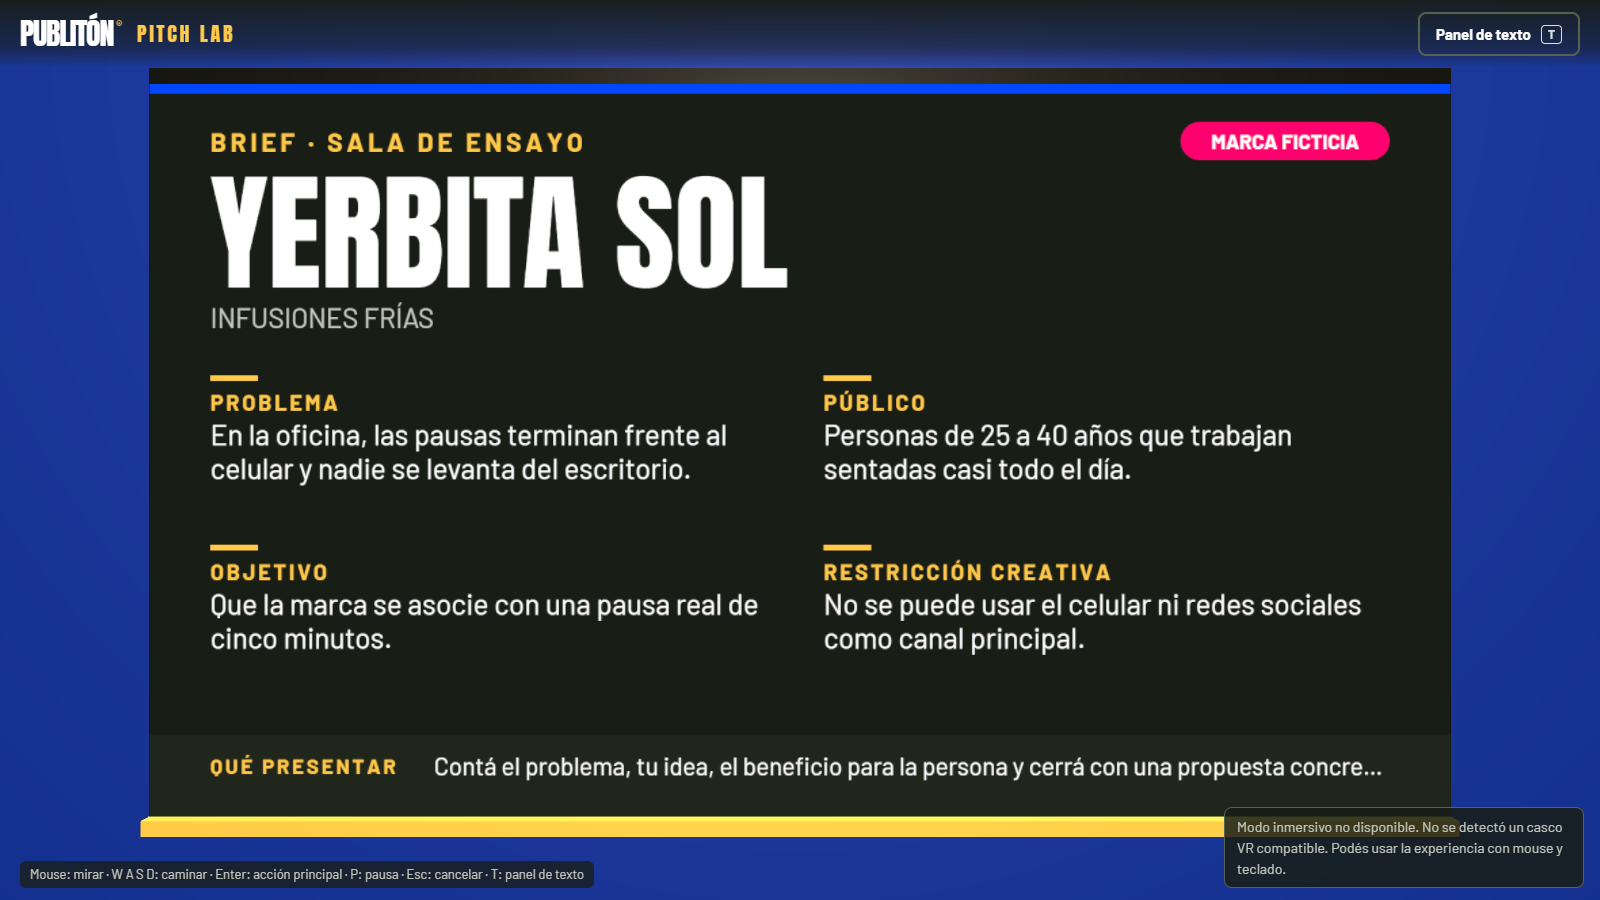 PUBLITÓN PITCH LAB
Panel de texto T
BRIEF · SALA DE ENSAYO
MARCA FICTICIA
YERBITA SOL
INFUSIONES FRÍAS
PROBLEMA
En la oficina, las pausas terminan frente al
celular y nadie se levanta del escritorio.
PÚBLICO
Personas de 25 a 40 años que trabajan
sentadas casi todo el día.
OBJETIVO
Que la marca se asocie con una pausa real de
cinco minutos.
RESTRICCIÓN CREATIVA
No se puede usar el celular ni redes sociales
como canal principal.
QUÉ PRESENTAR Contá el problema, tu idea, el beneficio para la persona y cerrá con una propuesta concre...
Modo inmersivo no disponible. No se detectó un casco
VR compatible. Podés usar la experiencia con mouse y
teclado.
Mouse: mirar · W A S D: caminar · Enter: acción principal · P: pausa · Esc: cancelar · T: panel de texto